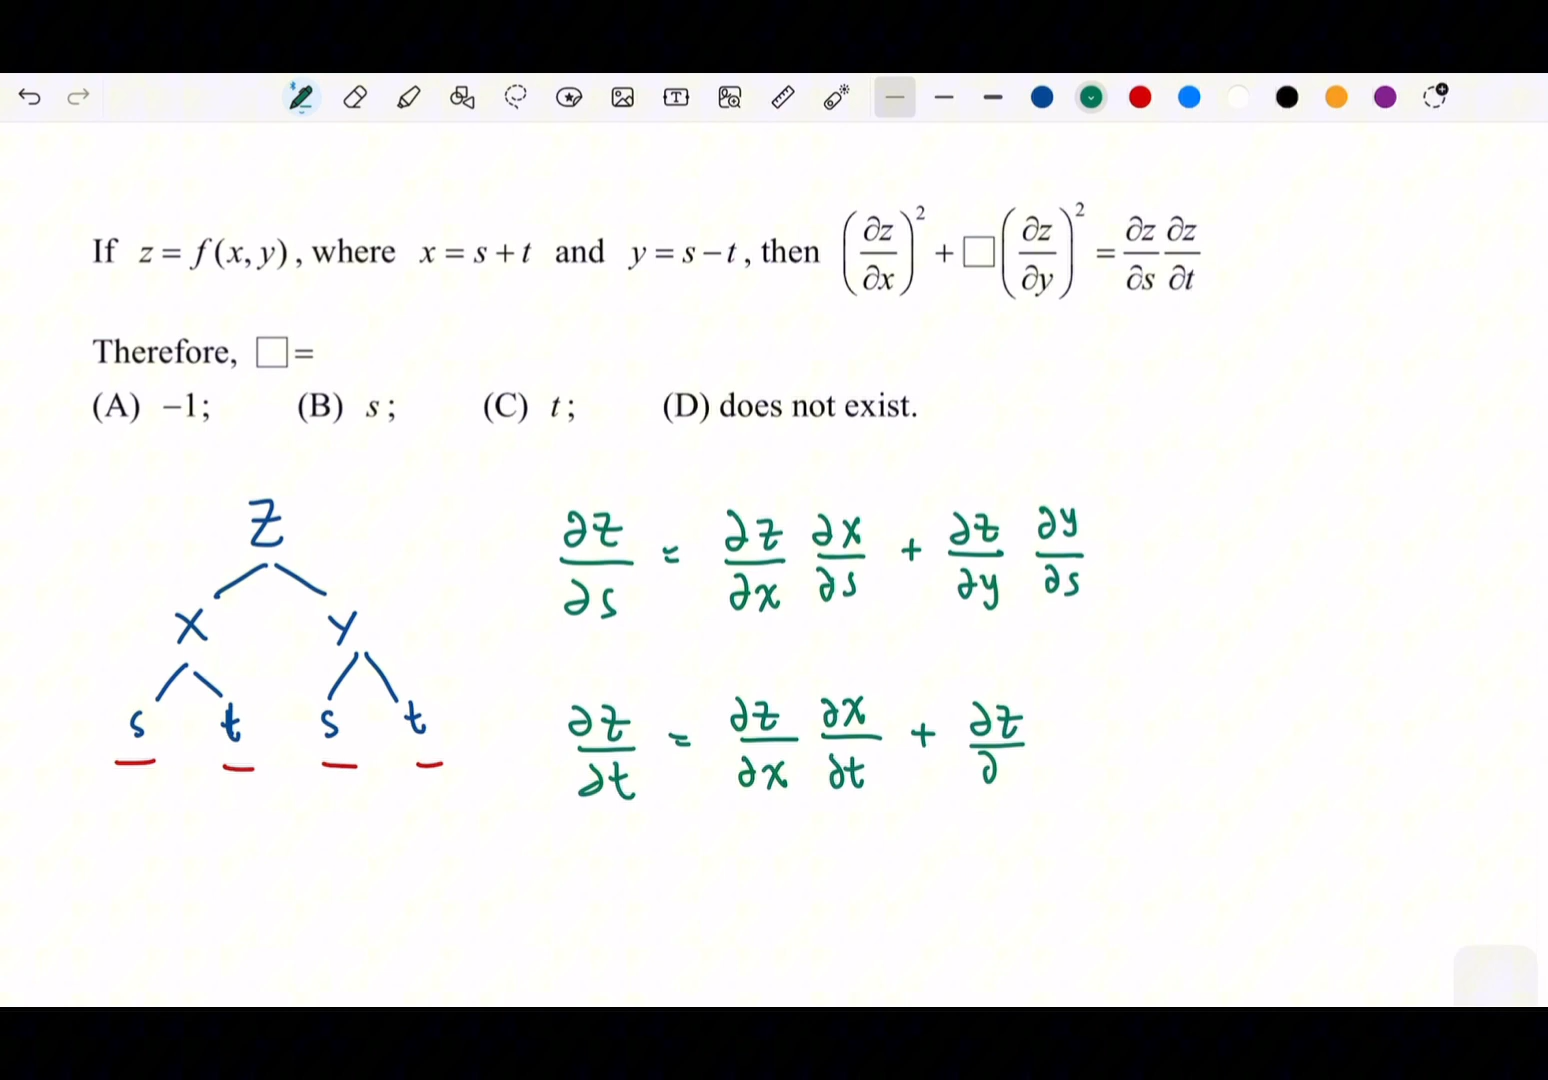 If z = f(x, y), where x = s + t and y = s − t, then (∂z/∂x)² + □(∂z/∂y)² = ∂z/∂s ∂z/∂t
Therefore, □ =
(A) −1; (B) s; (C) t; (D) does not exist.
z
x y
s t s t
∂z/∂s = ∂z/∂x ∂x/∂s + ∂z/∂y ∂y/∂s
∂z/∂t = ∂z/∂x ∂x/∂t + ∂z/∂